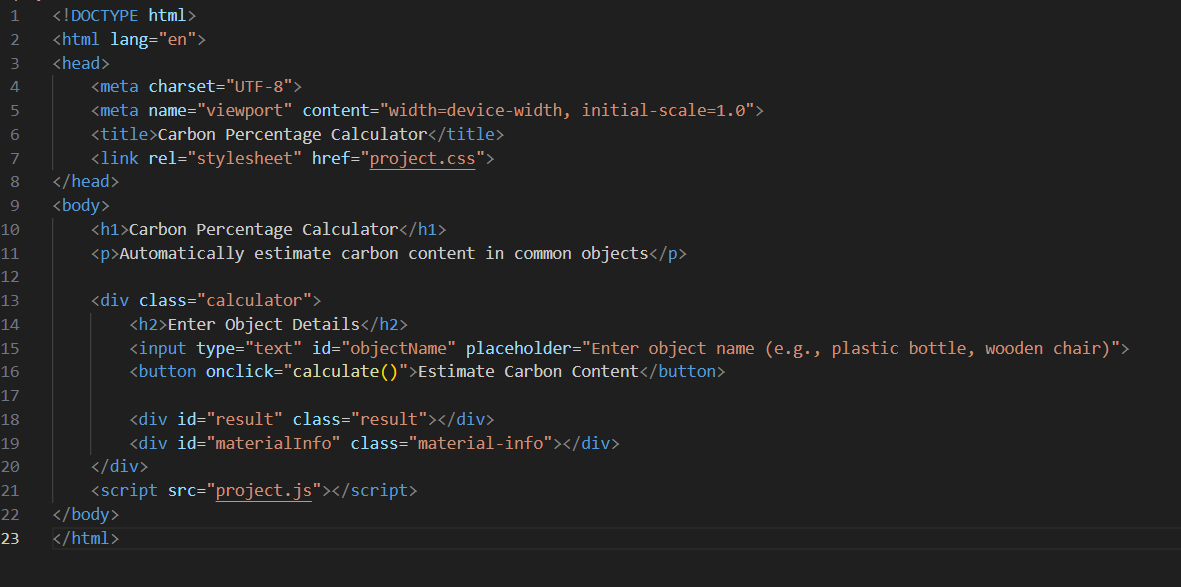 1 <!DOCTYPE html>
2 <html lang="en">
3 <head>
4     <meta charset="UTF-8">
5     <meta name="viewport" content="width=device-width, initial-scale=1.0">
6     <title>Carbon Percentage Calculator</title>
7     <link rel="stylesheet" href="project.css">
8 </head>
9 <body>
10     <h1>Carbon Percentage Calculator</h1>
11     <p>Automatically estimate carbon content in common objects</p>
12
13     <div class="calculator">
14         <h2>Enter Object Details</h2>
15         <input type="text" id="objectName" placeholder="Enter object name (e.g., plastic bottle, wooden chair)">
16         <button onclick="calculate()">Estimate Carbon Content</button>
17
18         <div id="result" class="result"></div>
19         <div id="materialInfo" class="material-info"></div>
20     </div>
21     <script src="project.js"></script>
22 </body>
23 </html>